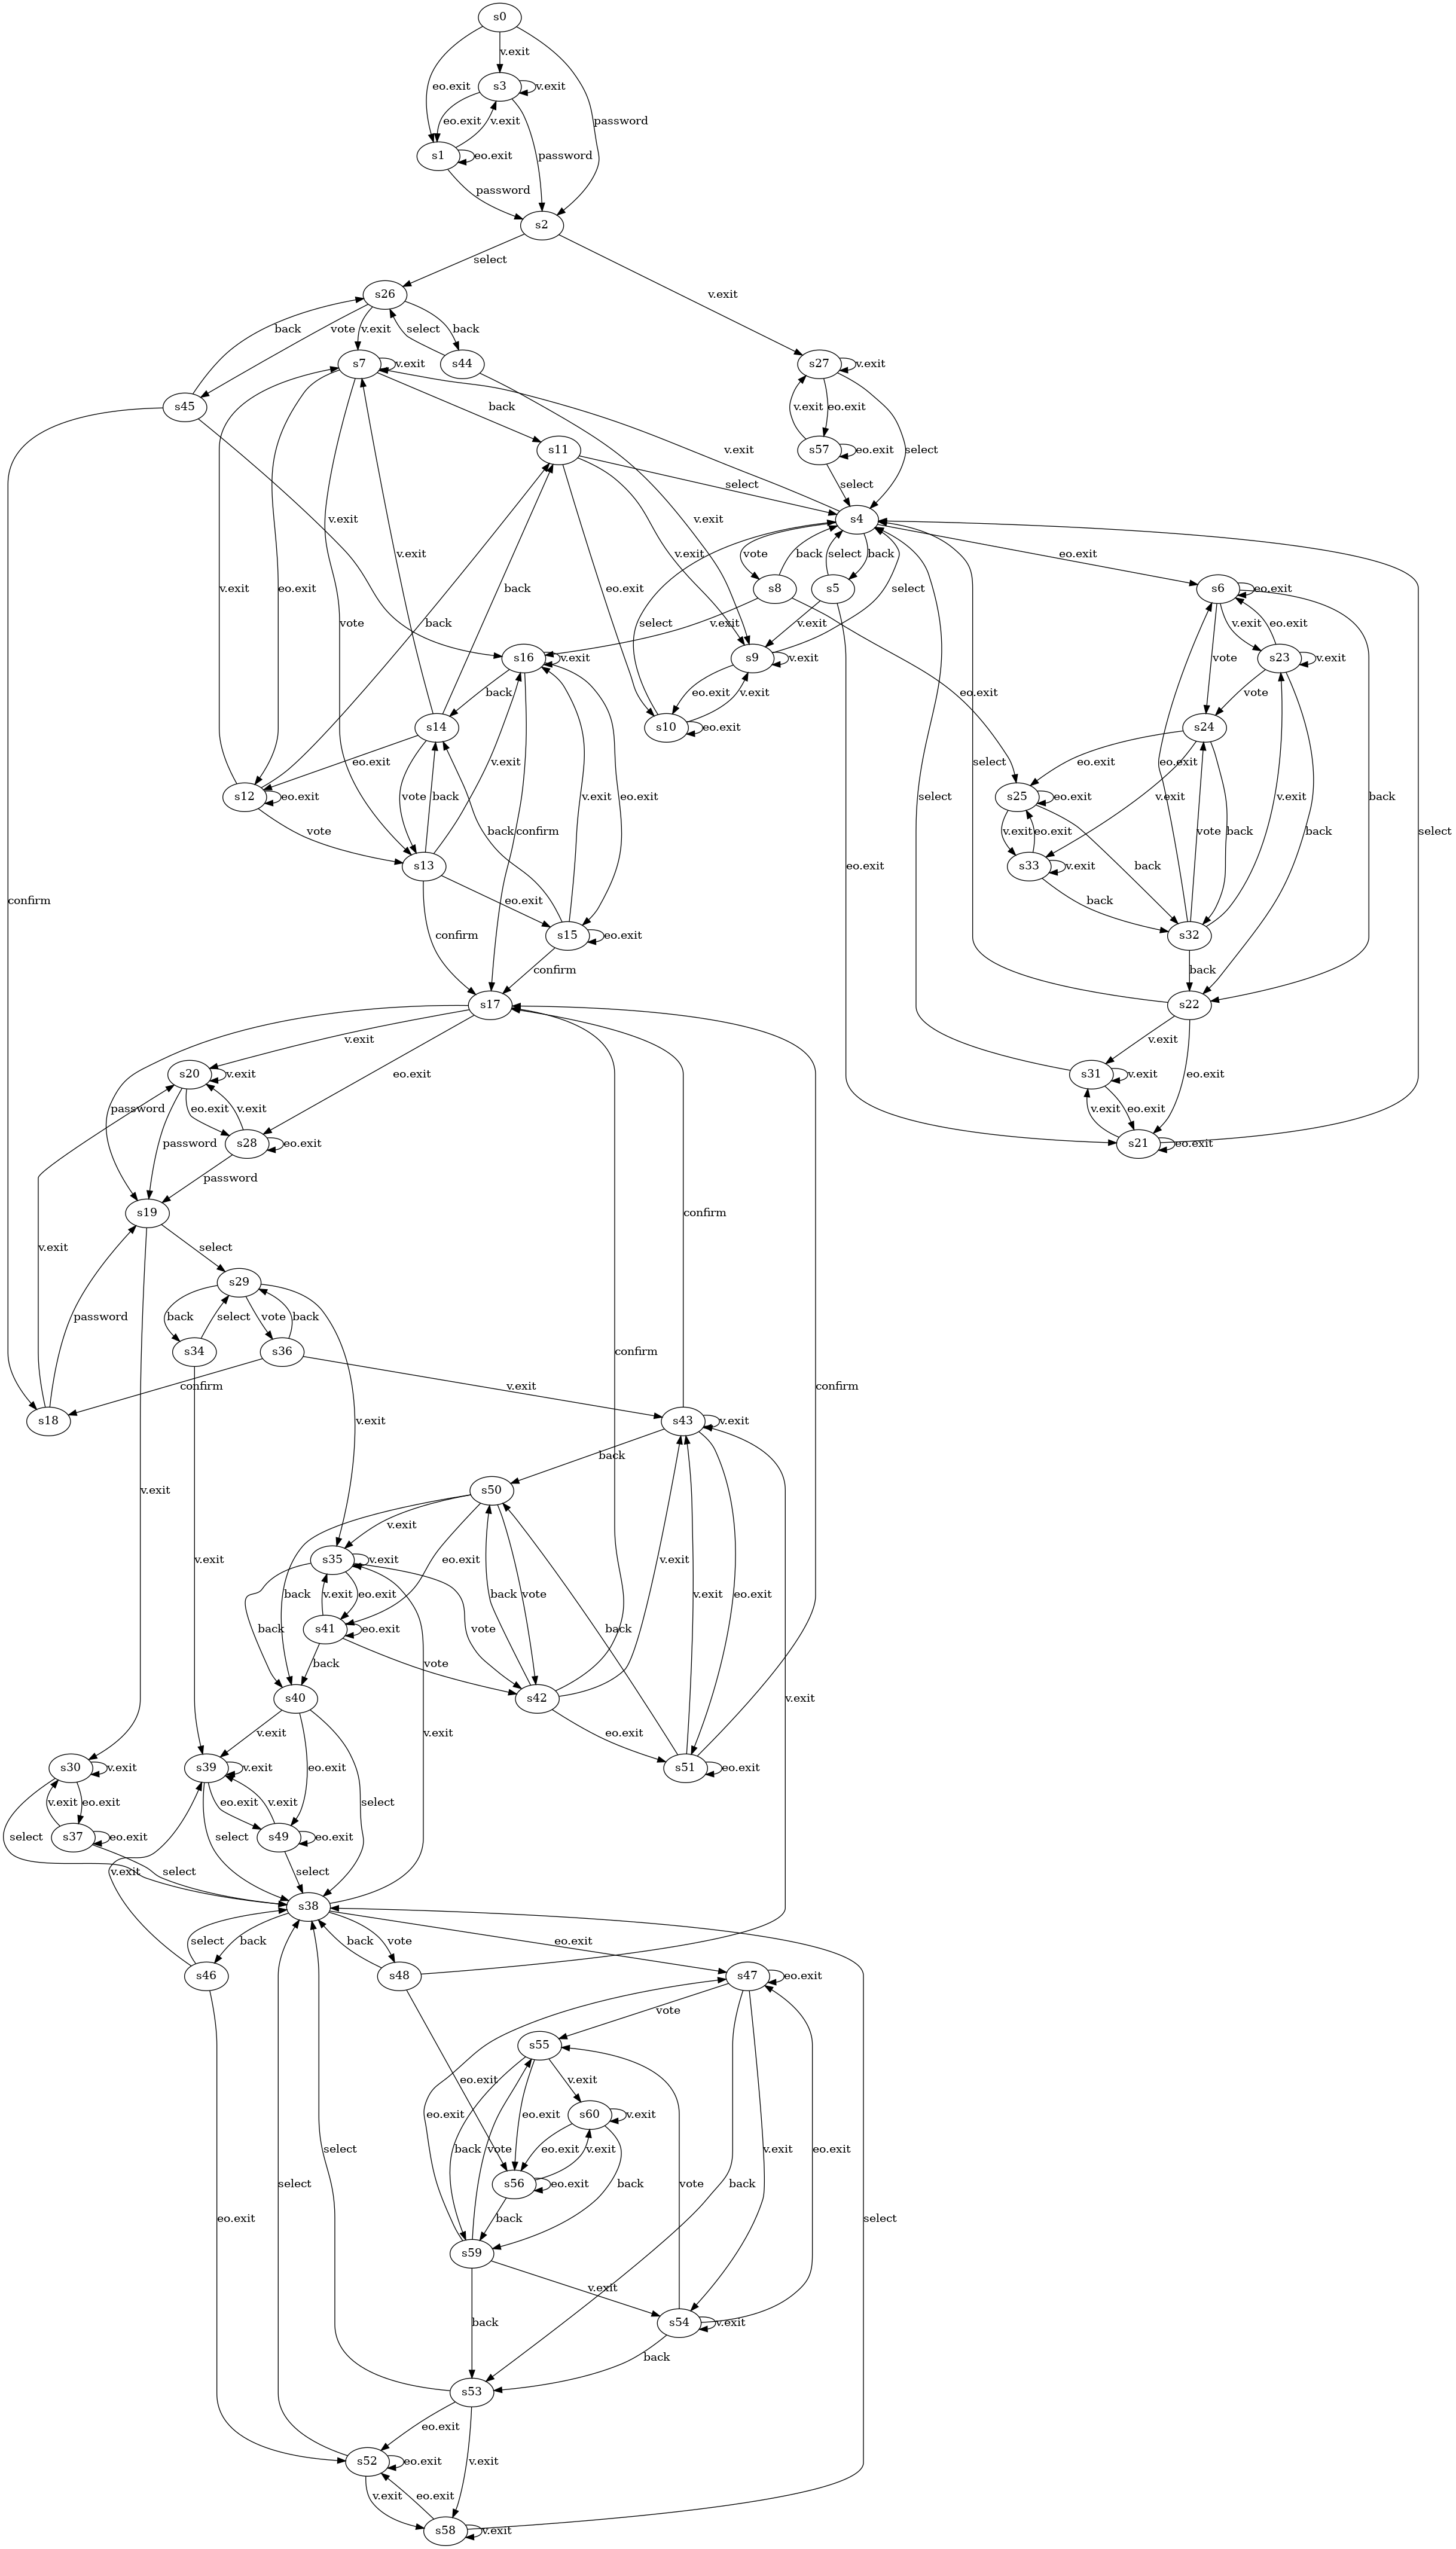 s0
v.exit
eo.exit
s3
v.exit
eo.exit
v.exit
password
s1
eo.exit
password
password
s2
select
s26
v.exit
back
vote
v.exit
select
back
s7
v.exit
s44
s27
v.exit
s45
back
v.exit
eo.exit
s11
s57
eo.exit
v.exit
select
select
select
v.exit
v.exit
s4
vote
back
select
back
v.exit
eo.exit
v.exit
eo.exit
back
eo.exit
select
s8
s5
s6
eo.exit
vote
back
select
select
v.exit
v.exit
v.exit
eo.exit
s16
v.exit
s9
v.exit
s23
v.exit
back
eo.exit
eo.exit
vote
vote
s14
s10
eo.exit
s24
select
eo.exit
vote
back
v.exit
eo.exit
eo.exit
v.exit
eo.exit
v.exit
s12
eo.exit
v.exit
eo.exit
s25
eo.exit
v.exit
back
select
select
vote
back
confirm
v.exit
eo.exit
vote
back
back
s13
s33
v.exit
eo.exit
back
back
confirm
eo.exit
confirm
s15
eo.exit
s32
confirm
back
s17
s22
v.exit
v.exit
eo.exit
s20
v.exit
s31
v.exit
eo.exit
password
eo.exit
v.exit
v.exit
eo.exit
password
s28
eo.exit
s21
eo.exit
password
s19
confirm
v.exit
select
s29
password
back
select
vote
back
s34
s36
confirm
confirm
confirm
v.exit
v.exit
s18
s43
v.exit
back
v.exit
s50
v.exit
v.exit
s35
v.exit
eo.exit
v.exit
back
v.exit
eo.exit
back
vote
v.exit
eo.exit
back
s41
eo.exit
vote
back
back
vote
s40
s42
v.exit
v.exit
v.exit
eo.exit
s30
v.exit
s39
v.exit
eo.exit
s51
eo.exit
v.exit
eo.exit
eo.exit
v.exit
select
select
s37
eo.exit
select
s49
eo.exit
v.exit
select
select
s38
select
back
back
vote
eo.exit
s46
s48
s47
eo.exit
vote
s55
eo.exit
v.exit
eo.exit
eo.exit
s60
v.exit
select
back
vote
eo.exit
v.exit
v.exit
eo.exit
select
s56
eo.exit
back
vote
back
eo.exit
back
select
s59
v.exit
back
s54
v.exit
back
s53
eo.exit
s52
eo.exit
v.exit
v.exit
eo.exit
s58
v.exit